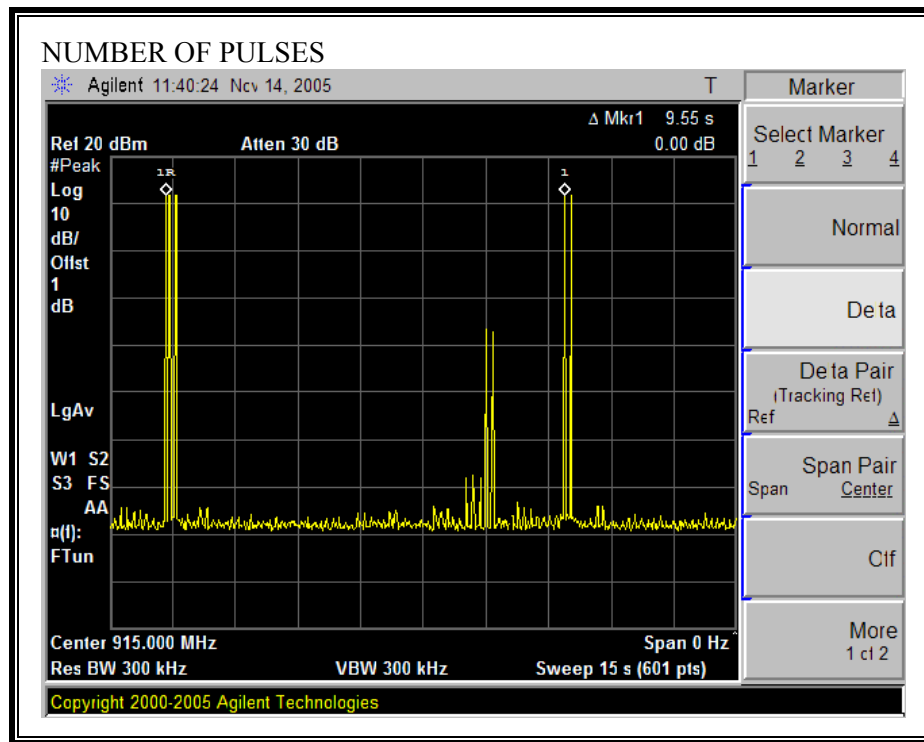 NUMBER OF PULSES
Agilent 11:40:24 Nov 14, 2005 T
Marker
Δ Mkr1 9.55 s
Ref 20 dBm Atten 30 dB 0.00 dB
#Peak
Log
10
dB/
Offst
1
dB
LgAv
W1 S2
S3 FS
AA
¤(f):
FTun
1R
1
Center 915.000 MHz Span 0 Hz
Res BW 300 kHz VBW 300 kHz Sweep 15 s (601 pts)
Copyright 2000-2005 Agilent Technologies
Select Marker
1 2 3 4
Normal
Delta
Delta Pair
(Tracking Ref)
Ref Δ
Span Pair
Span Center
Off
More
1 of 2